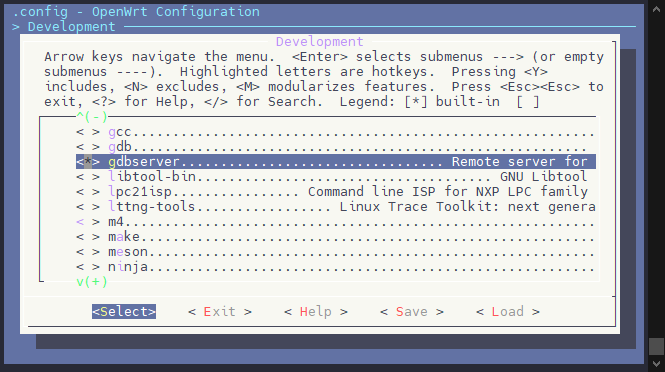 .config - OpenWrt Configuration
> Development
Development
Arrow keys navigate the menu.  <Enter> selects submenus ---> (or empty
submenus ----).  Highlighted letters are hotkeys.  Pressing <Y>
includes, <N> excludes, <M> modularizes features.  Press <Esc><Esc> to
exit, <?> for Help, </> for Search.  Legend: [*] built-in  [ ]
^(-)
< > gcc............................................................
< > gdb...........................................................
<*> gdbserver................................... Remote server for
< > libtool-bin...................................... GNU Libtool
< > lpc21isp................ Command line ISP for NXP LPC family
< > lttng-tools.................. Linux Trace Toolkit: next genera
< > m4.............................................................
< > make...........................................................
< > meson..........................................................
< > ninja..........................................................
v(+)
<Select>    < Exit >    < Help >    < Save >    < Load >